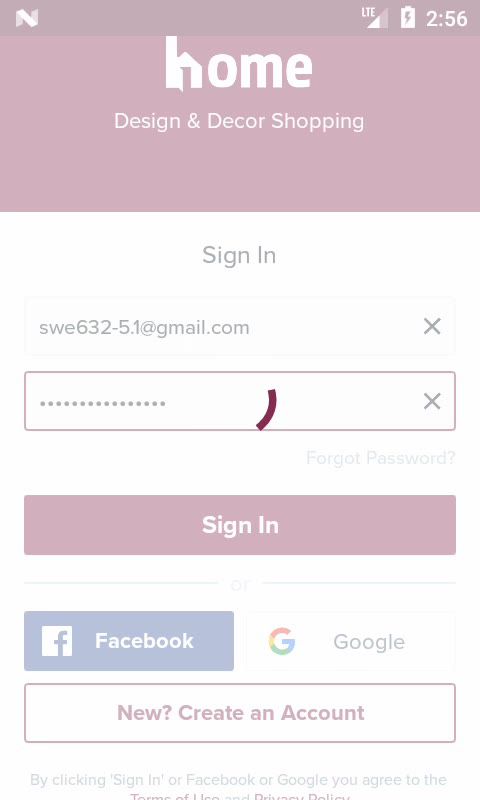 LTE 2:56
home
Design & Decor Shopping
Sign In
swe632-5.1@gmail.com
••••••••••••••••
Forgot Password?
Sign In
or
Facebook
Google
New? Create an Account
By clicking 'Sign In' or Facebook or Google you agree to the
Terms of Use and Privacy Policy